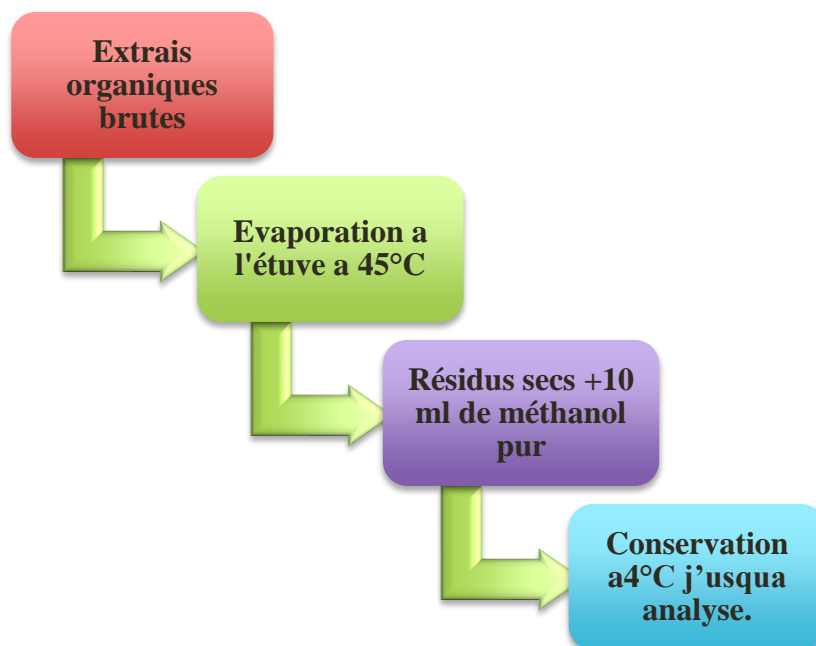 Extrais
organiques
brutes
Evaporation a
l'étuve a 45°C
Résidus secs +10
ml de méthanol
pur
Conservation
a4°C j’usqua
analyse.